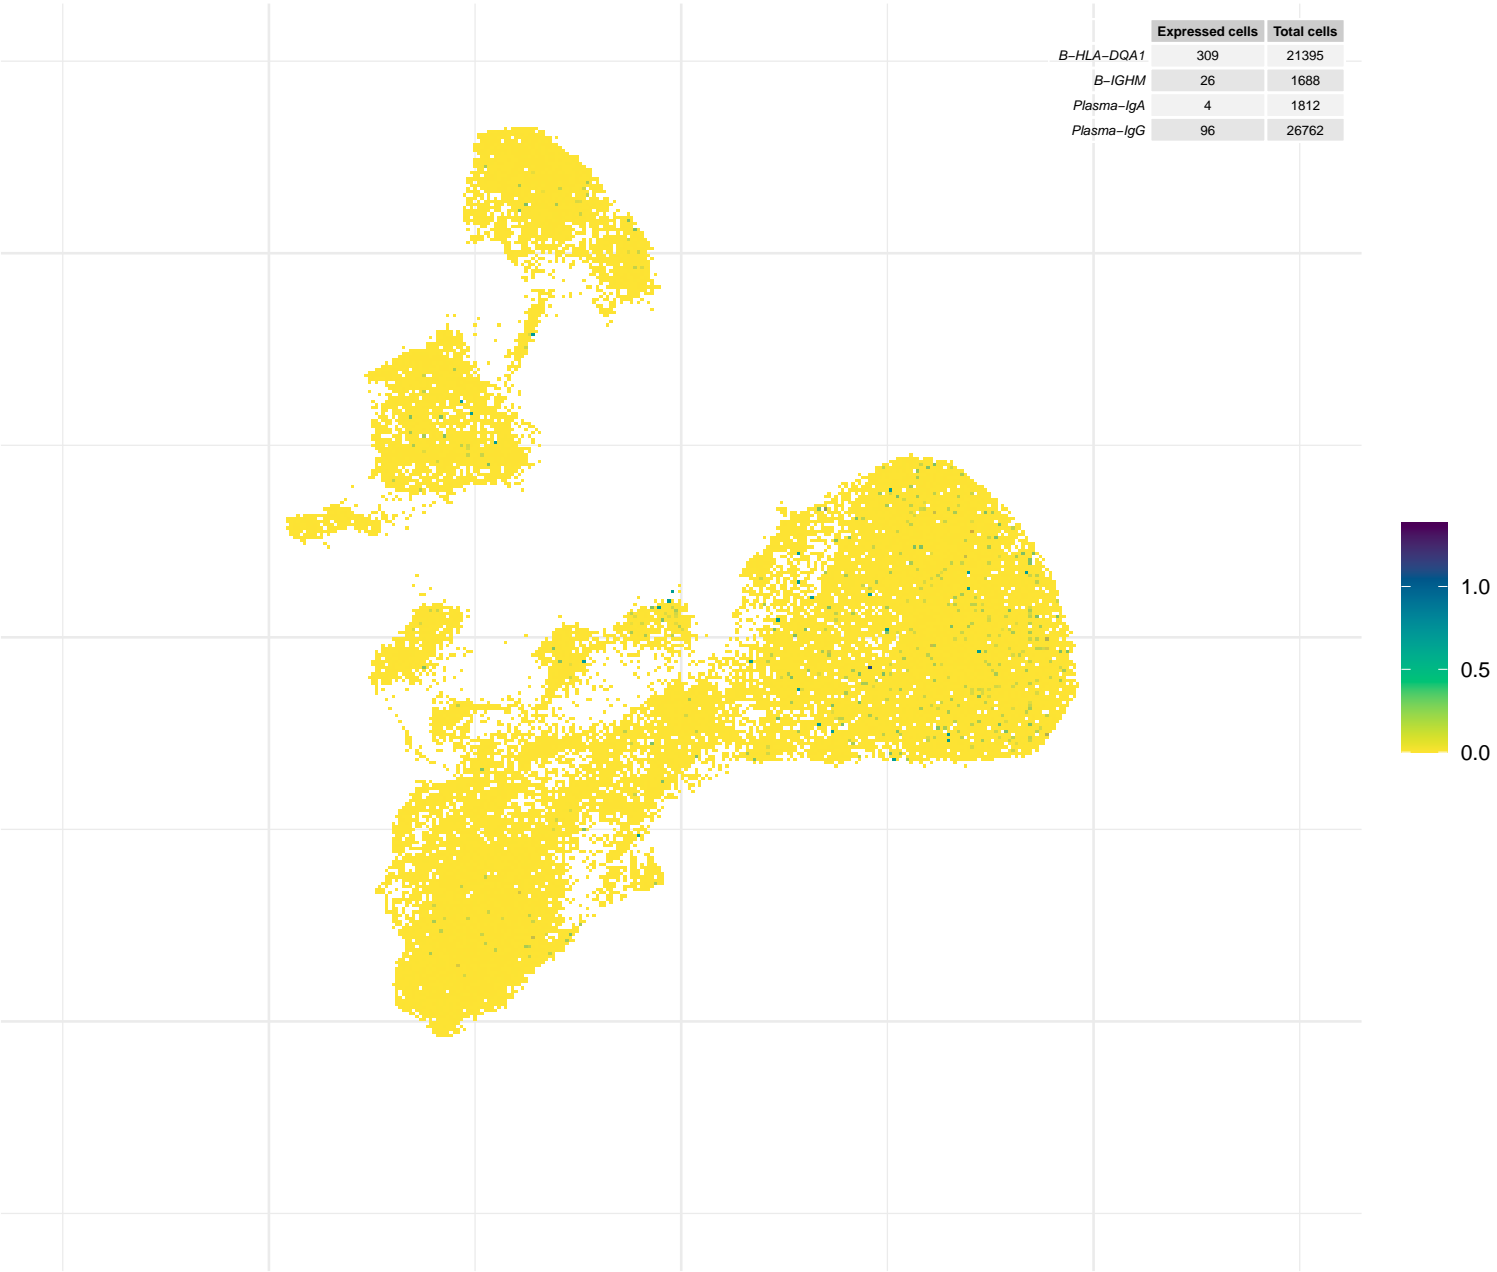 Expressed cells Total cells
B−HLA−DQA1 309 21395
B−IGHM 26 1688
Plasma−IgA 4 1812
Plasma−IgG 96 26762
1.0
0.5
0.0